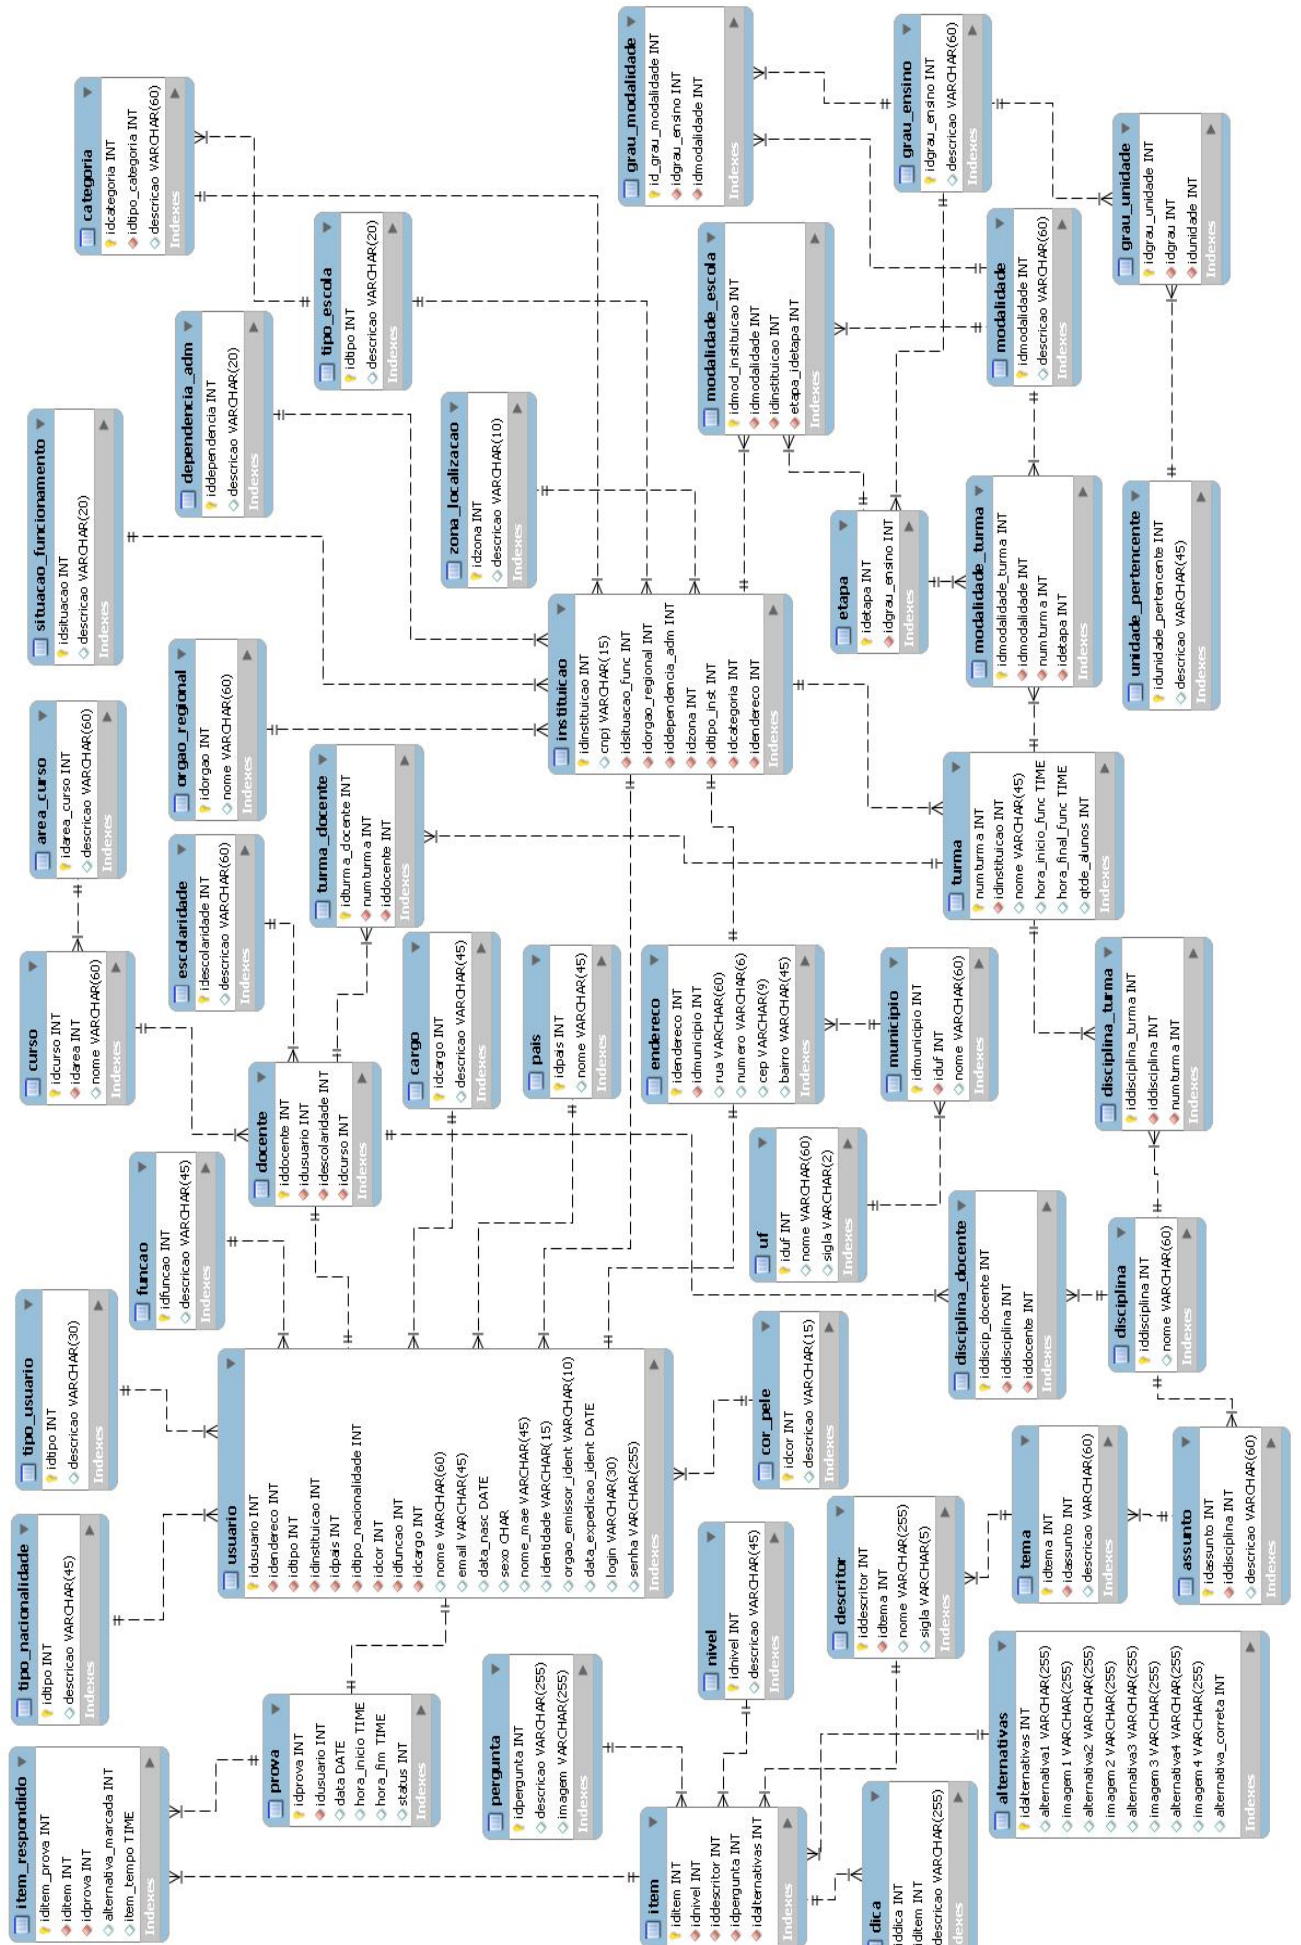 item_respondido
iditem_prova INT
iditem INT
idprova INT
alternativa_marcada INT
item_tempo TIME
Indexes
tipo_nacionalidade
idtipo INT
descricao VARCHAR(45)
Indexes
tipo_usuario
idtipo INT
descricao VARCHAR(30)
Indexes
funcao
idfuncao INT
descricao VARCHAR(45)
Indexes
curso
idcurso INT
idarea INT
nome VARCHAR(60)
Indexes
area_curso
idarea_curso INT
descricao VARCHAR(60)
Indexes
situacao_funcionamento
idsituacao INT
descricao VARCHAR(20)
Indexes
categoria
idcategoria INT
idtipo_categoria INT
descricao VARCHAR(60)
Indexes
escolaridade
idescolaridade INT
descricao VARCHAR(60)
Indexes
orgao_regional
idorgao INT
nome VARCHAR(60)
Indexes
dependencia_adm
iddependencia INT
descricao VARCHAR(20)
Indexes
prova
idprova INT
idusuario INT
data DATE
hora_inicio TIME
hora_fim TIME
status INT
Indexes
usuario
idusuario INT
idendereco INT
idtipo INT
idinstituicao INT
idpais INT
idtipo_nacionalidade INT
idcor INT
idfuncao INT
idcargo INT
nome VARCHAR(60)
email VARCHAR(45)
data_nasc DATE
sexo CHAR
nome_mae VARCHAR(45)
identidade VARCHAR(15)
orgao_emissor_ident VARCHAR(10)
data_expedicao_ident DATE
login VARCHAR(30)
senha VARCHAR(255)
Indexes
docente
iddocente INT
idusuario INT
idescolaridade INT
idcurso INT
Indexes
turma_docente
idturma_docente INT
numturma INT
iddocente INT
Indexes
tipo_escola
idtipo INT
descricao VARCHAR(20)
Indexes
cargo
idcargo INT
descricao VARCHAR(45)
Indexes
zona_localizacao
idzona INT
descricao VARCHAR(10)
Indexes
pergunta
idpergunta INT
descricao VARCHAR(255)
imagem VARCHAR(255)
Indexes
pais
idpais INT
nome VARCHAR(45)
Indexes
instituicao
idinstituicao INT
cnpj VARCHAR(15)
idsituacao_func INT
idorgao_regional INT
iddependencia_adm INT
idzona INT
idtipo_inst INT
idcategoria INT
idendereco INT
Indexes
grau_modalidade
id_grau_modalidade INT
idgrau_ensino INT
idmodalidade INT
Indexes
item
iditem INT
idnivel INT
iddescritor INT
idpergunta INT
idalternativas INT
Indexes
nivel
idnivel INT
descricao VARCHAR(45)
Indexes
endereco
idendereco INT
idmunicipio INT
rua VARCHAR(60)
numero VARCHAR(6)
cep VARCHAR(9)
bairro VARCHAR(45)
Indexes
modalidade_escola
idmod_instituicao INT
idmodalidade INT
idinstituicao INT
etapa_idetapa INT
Indexes
cor_pele
idcor INT
descricao VARCHAR(15)
Indexes
uf
iduf INT
nome VARCHAR(60)
sigla VARCHAR(2)
Indexes
dica
iddica INT
iditem INT
descricao VARCHAR(255)
descritor
iddescritor INT
idtema INT
nome VARCHAR(255)
sigla VARCHAR(5)
Indexes
municipio
idmunicipio INT
iduf INT
nome VARCHAR(60)
Indexes
etapa
idetapa INT
idgrau_ensino INT
Indexes
grau_ensino
idgrau_ensino INT
descricao VARCHAR(60)
Indexes
alternativas
idalternativas INT
alternativa1 VARCHAR(255)
imagem1 VARCHAR(255)
alternativa2 VARCHAR(255)
imagem2 VARCHAR(255)
alternativa3 VARCHAR(255)
imagem3 VARCHAR(255)
alternativa4 VARCHAR(255)
imagem4 VARCHAR(255)
alternativa_correta INT
Indexes
tema
idtema INT
idassunto INT
descricao VARCHAR(60)
Indexes
disciplina_docente
iddiscip_docente INT
iddisciplina INT
iddocente INT
Indexes
turma
numturma INT
idinstituicao INT
nome VARCHAR(45)
hora_inicio_func TIME
hora_final_func TIME
qtde_alunos INT
Indexes
modalidade_turma
idmodalidade_turma INT
idmodalidade INT
numturma INT
idetapa INT
Indexes
modalidade
idmodalidade INT
descricao VARCHAR(60)
Indexes
assunto
idassunto INT
iddisciplina INT
descricao VARCHAR(60)
Indexes
disciplina
iddisciplina INT
nome VARCHAR(60)
Indexes
disciplina_turma
iddisciplina_turma INT
iddisciplina INT
numturma INT
Indexes
unidade_pertencente
idunidade_pertencente INT
descricao VARCHAR(45)
Indexes
grau_unidade
idgrau_unidade INT
idgrau INT
idunidade INT
Indexes